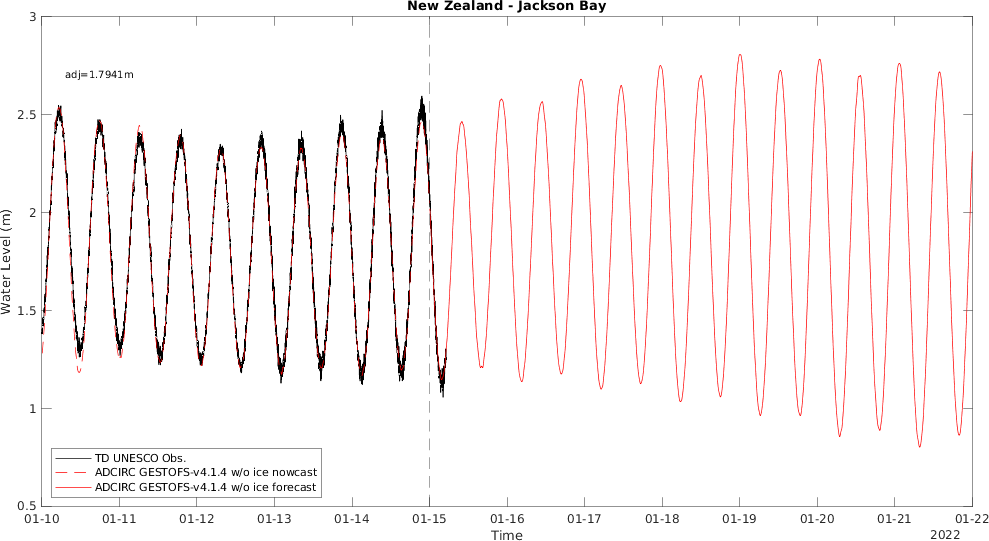 New Zealand - Jackson Bay
3
2.5
2
1.5
1
0.5
Water Level (m)
adj=1.7941m
TD UNESCO Obs.
ADCIRC GESTOFS-v4.1.4 w/o ice nowcast
ADCIRC GESTOFS-v4.1.4 w/o ice forecast
01-10 01-11 01-12 01-13 01-14 01-15 01-16 01-17 01-18 01-19 01-20 01-21 01-22
Time
2022